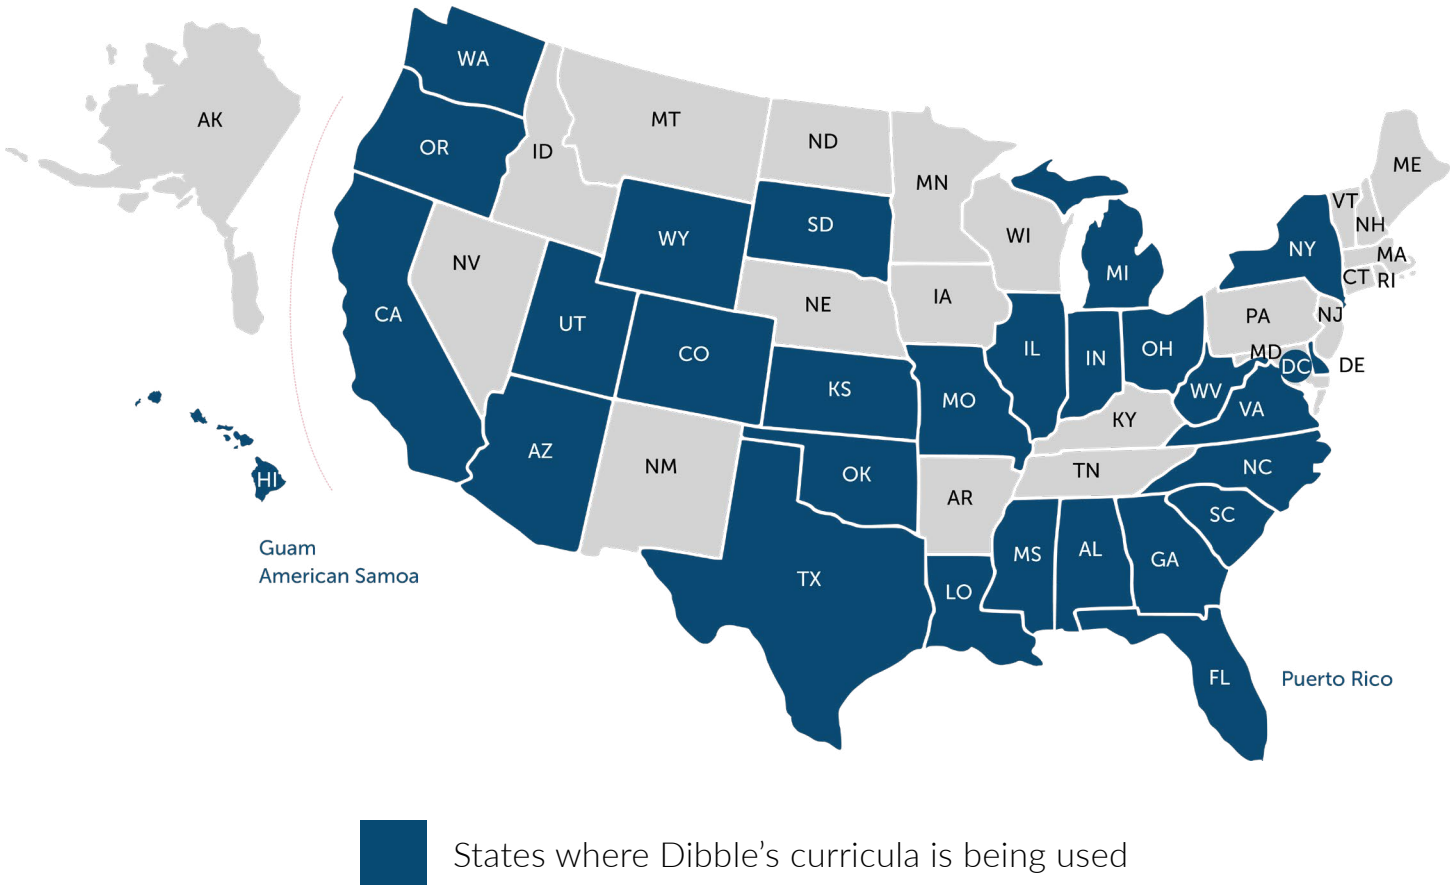 WA
AK
MT
OR
ID
ND
MN
ME
VT
NH
WY
SD
WI
NY
MA
NV
MI
CT
RI
CA
UT
NE
IA
PA
NJ
CO
IL
IN
OH
MD
DC
DE
KS
MO
WV
VA
KY
AZ
NM
OK
AR
TN
NC
HI
SC
Guam
American Samoa
TX
LO
MS
AL
GA
FL
Puerto Rico
States where Dibble’s curricula is being used